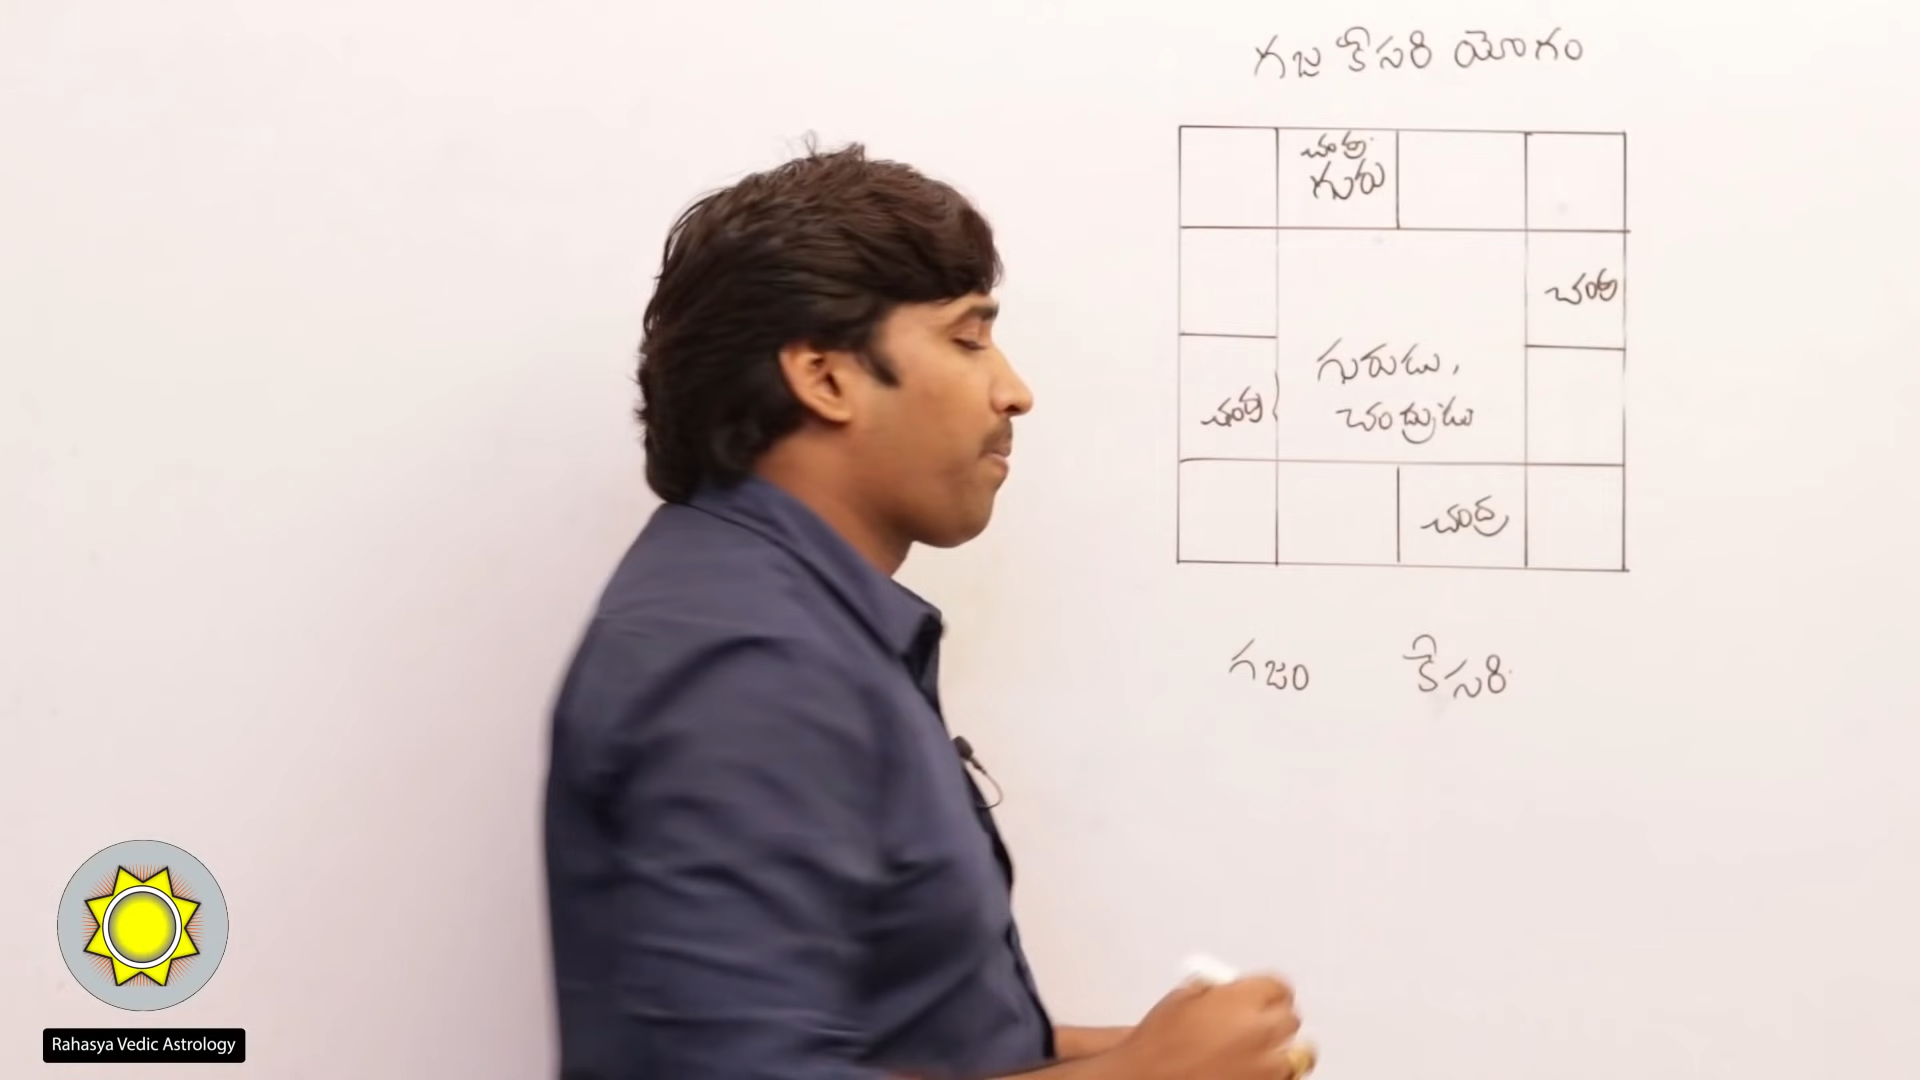 గజ కేసరి యోగం
చంద్ర
గురు
చంద్ర
గురుడు,
చంద్రుడు
చంద్ర
చంద్ర
గజం కేసరి
Rahasya Vedic Astrology